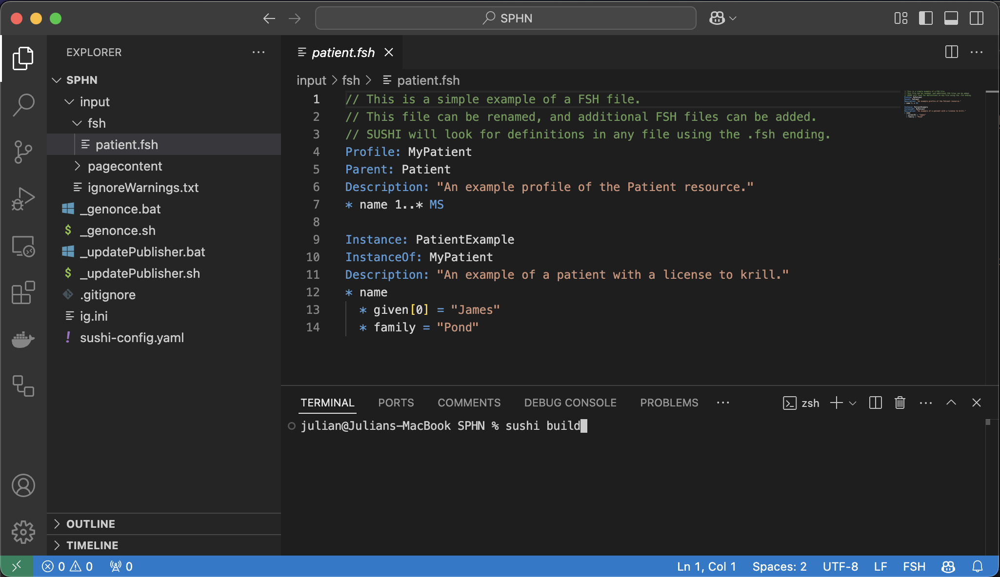 SPHN
EXPLORER
SPHN
input
fsh
patient.fsh
pagecontent
ignoreWarnings.txt
_genonce.bat
$ _genonce.sh
_updatePublisher.bat
$ _updatePublisher.sh
.gitignore
ig.ini
! sushi-config.yaml
OUTLINE
TIMELINE
patient.fsh
input > fsh > patient.fsh
1 // This is a simple example of a FSH file.
2 // This file can be renamed, and additional FSH files can be added.
3 // SUSHI will look for definitions in any file using the .fsh ending.
4 Profile: MyPatient
5 Parent: Patient
6 Description: "An example profile of the Patient resource."
7 * name 1..* MS
8
9 Instance: PatientExample
10 InstanceOf: MyPatient
11 Description: "An example of a patient with a license to krill."
12 * name
13 * given[0] = "James"
14 * family = "Pond"
TERMINAL PORTS COMMENTS DEBUG CONSOLE PROBLEMS zsh
julian@Julians-MacBook SPHN % sushi build
0 0 0 Ln 1, Col 1 Spaces: 2 UTF-8 LF FSH